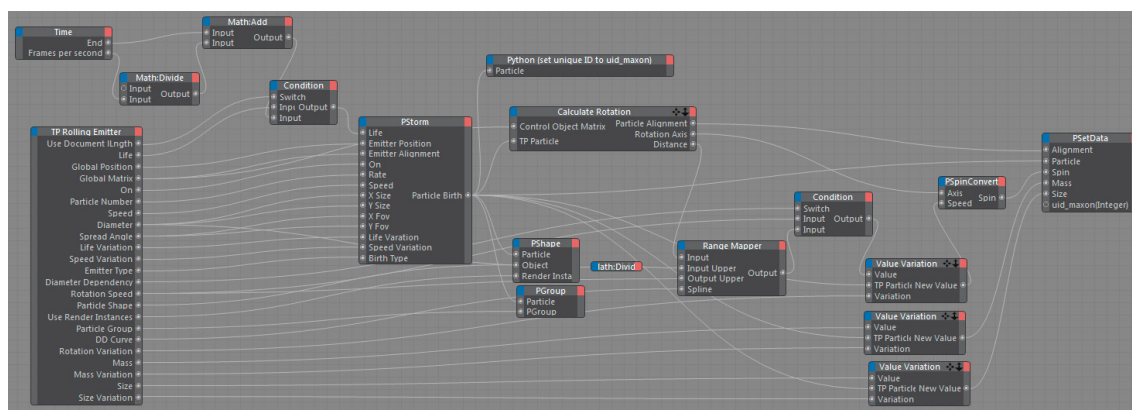 Time
End
Frames per second
Math:Add
Input
Input
Output
Math:Divide
Input
Input
Output
Condition
Switch
Inpu Output
Input
TP Rolling Emitter
Use Document lLngth
Life
Global Position
Global Matrix
On
Particle Number
Speed
Diameter
Spread Angle
Life Variation
Speed Variation
Emitter Type
Diameter Dependency
Rotation Speed
Particle Shape
Use Render Instances
Particle Group
DD Curve
Rotation Variation
Mass
Mass Variation
Size
Size Variation
PStorm
Life
Emitter Position
Emitter Alignment
On
Rate
Speed
X Size
Y Size
X Fov
Y Fov
Life Varation
Speed Variation
Birth Type
Particle Birth
Python (set unique ID to uid_maxon)
Particle
Calculate Rotation
Control Object Matrix
TP Particle
Particle Alignment
Rotation Axis
Distance
PShape
Particle
Object
Render Insta
PGroup
Particle
PGroup
lath:Divid
Range Mapper
Input
Input Upper
Output Upper
Spline
Output
Condition
Switch
Input
Input
Output
Value Variation
Value
TP Particle New Value
Variation
Value Variation
Value
TP Particle New Value
Variation
Value Variation
Value
TP Particle New Value
Variation
PSpinConvert
Axis
Speed
Spin
PSetData
Alignment
Particle
Spin
Mass
Size
uid_maxon(Integer)